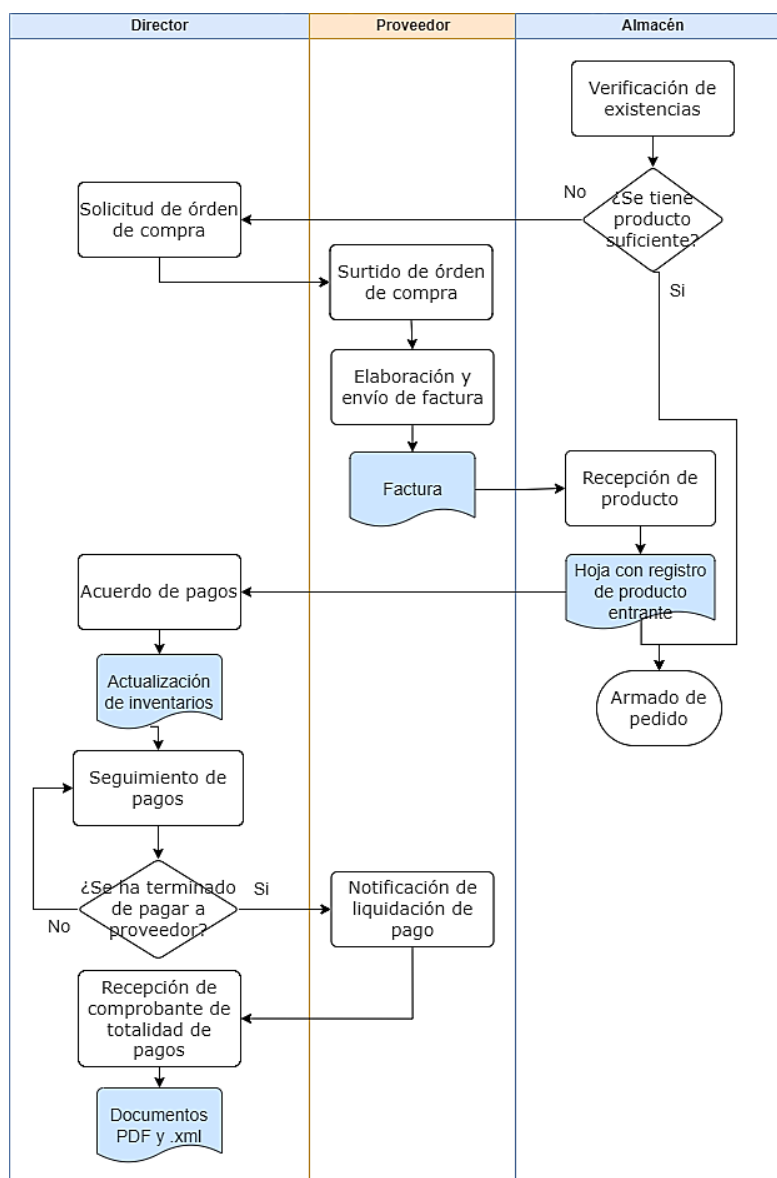 Director
Proveedor
Almacén
Verificación de
existencias
No
¿Se tiene
producto
suficiente?
Solicitud de órden
de compra
Surtido de órden
de compra
Si
Elaboración y
envío de factura
Factura
Recepción de
producto
Acuerdo de pagos
Hoja con registro
de producto
entrante
Actualización
de inventarios
Armado de
pedido
Seguimiento de
pagos
¿Se ha terminado
de pagar a
proveedor?
Si
No
Notificación de
liquidación de
pago
Recepción de
comprobante de
totalidad de
pagos
Documentos
PDF y .xml